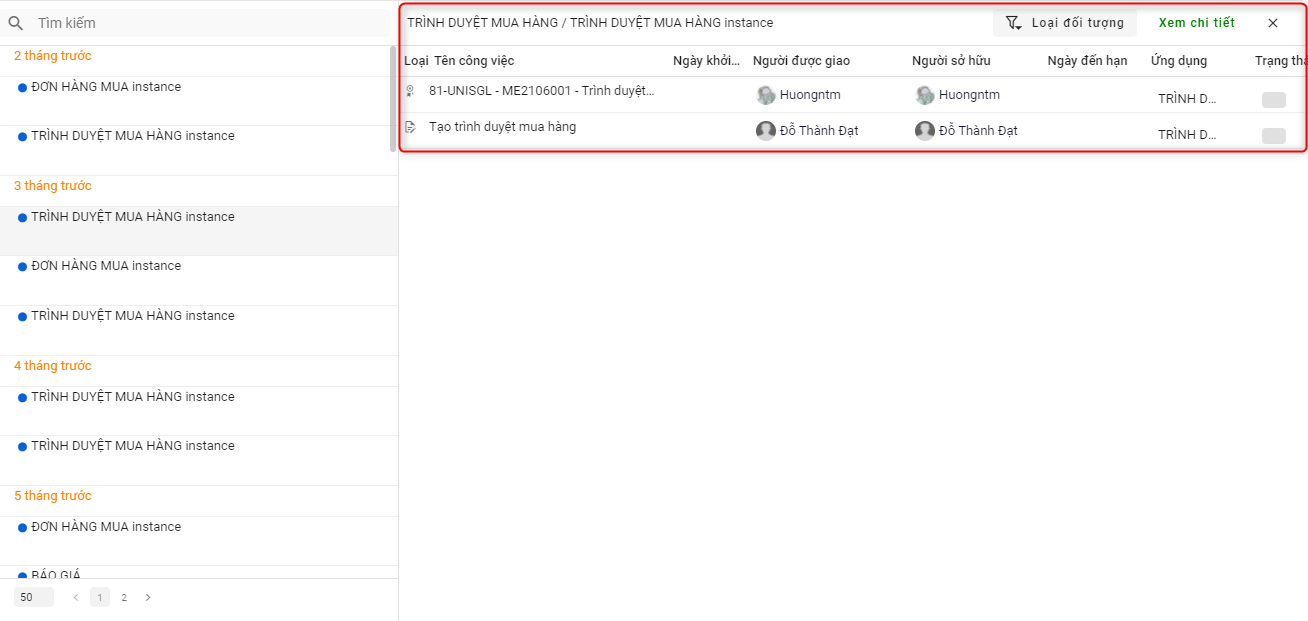 Tìm kiếm
2 tháng trước
ĐƠN HÀNG MUA instance
TRÌNH DUYỆT MUA HÀNG instance
3 tháng trước
TRÌNH DUYỆT MUA HÀNG instance
ĐƠN HÀNG MUA instance
TRÌNH DUYỆT MUA HÀNG instance
4 tháng trước
TRÌNH DUYỆT MUA HÀNG instance
TRÌNH DUYỆT MUA HÀNG instance
5 tháng trước
ĐƠN HÀNG MUA instance
BÁO GIÁ
50 1 2
TRÌNH DUYỆT MUA HÀNG / TRÌNH DUYỆT MUA HÀNG instance Loại đối tượng Xem chi tiết
Loại Tên công việc Ngày khởi... Người được giao Người sở hữu Ngày đến hạn Ứng dụng Trạng thá
81-UNISGL - ME2106001 - Trình duyệt... Huongntm Huongntm TRÌNH D...
Tạo trình duyệt mua hàng Đỗ Thành Đạt Đỗ Thành Đạt TRÌNH D...